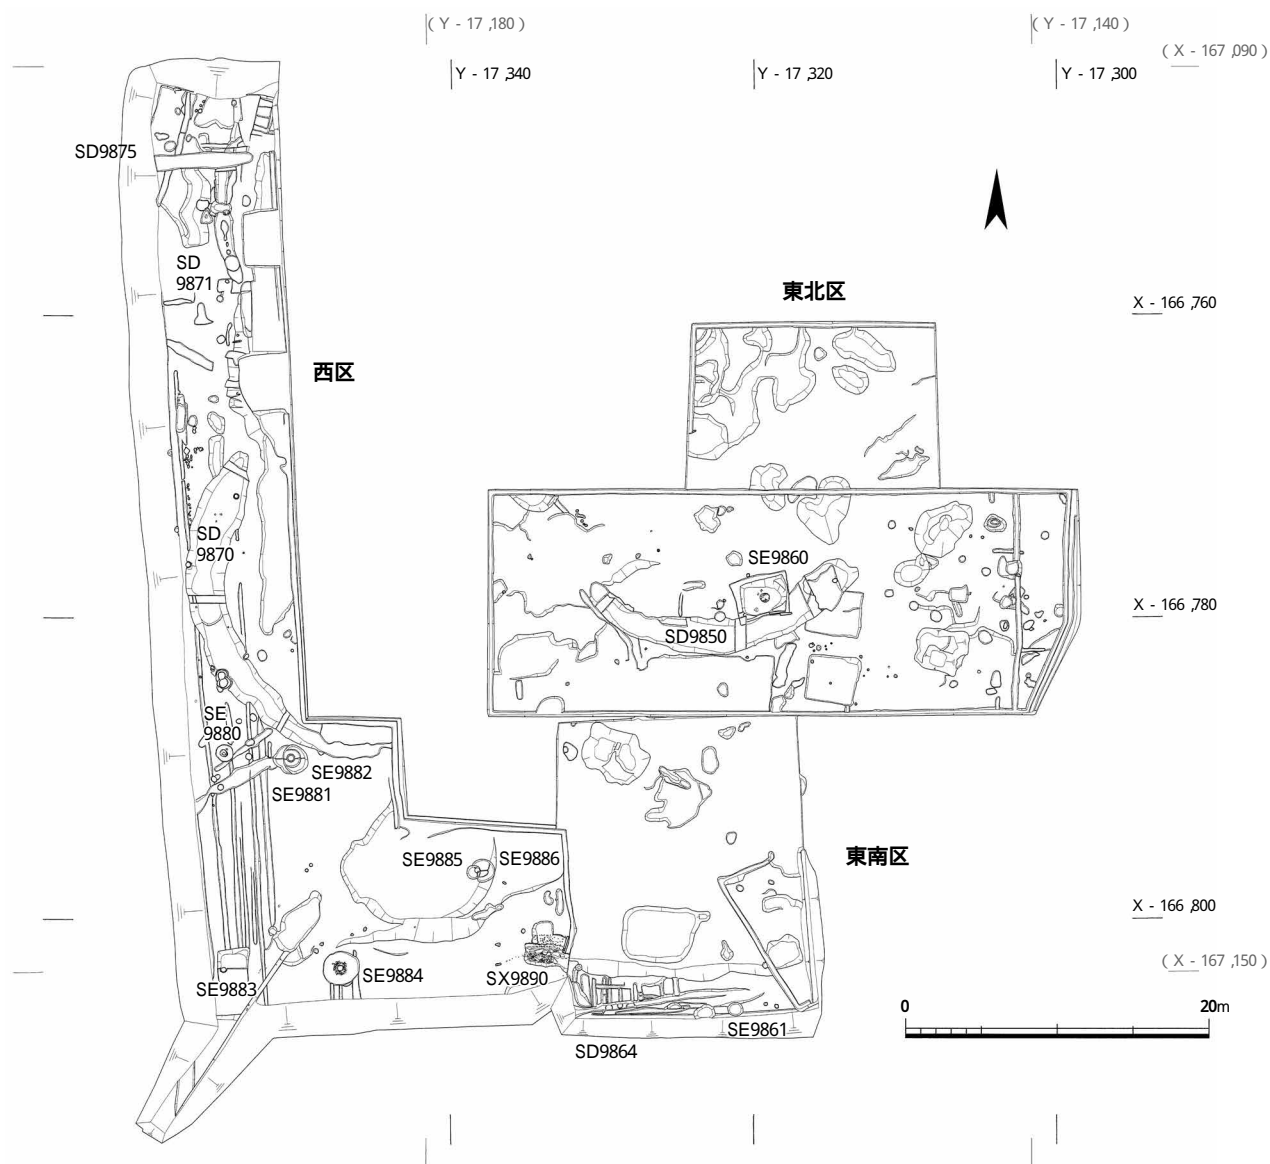 ( Y - 17 ,180 )
( Y - 17 ,140 )
( X - 167 ,090 )
Y - 17 ,340
Y - 17 ,320
Y - 17 ,300
SD9875
SD
9871
東北区
X - 166 ,760
西区
SD
9870
SE9860
X - 166 ,780
SD9850
SE
9880
SE9882
SE9881
SE9885
SE9886
東南区
X - 166 ,800
SE9884
SX9890
( X - 167 ,150 )
SE9883
0
20m
SE9861
SD9864